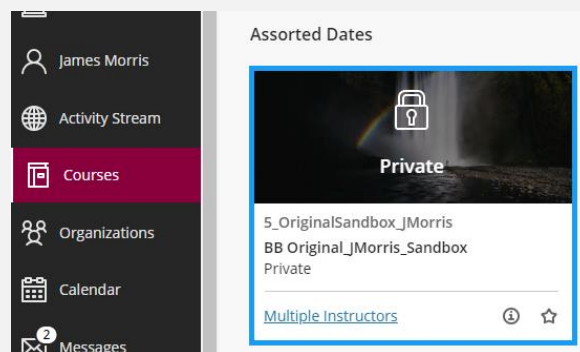 James Morris
Activity Stream
Courses
Organizations
Calendar
2
Messages
Assorted Dates
Private
5_OriginalSandbox_JMorris
BB Original_JMorris_Sandbox
Private
Multiple Instructors